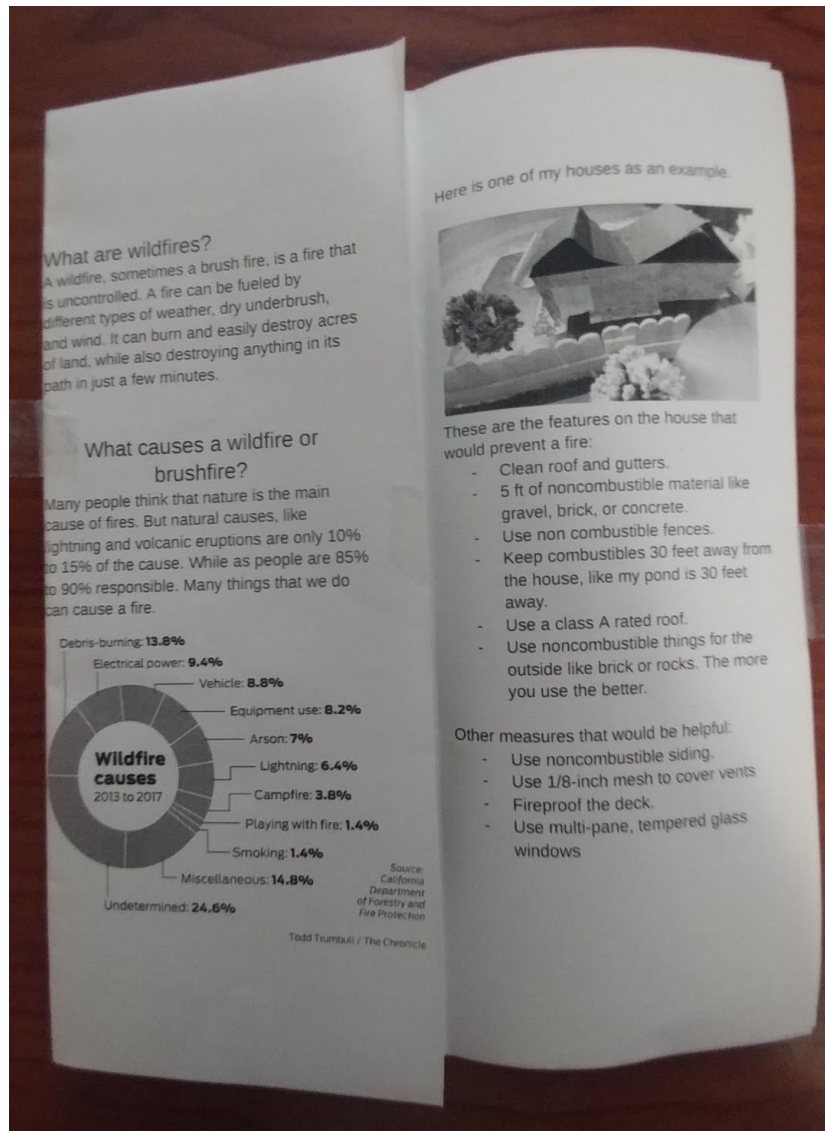 What are wildfires?
A wildfire, sometimes a brush fire, is a fire that
is uncontrolled. A fire can be fueled by
different types of weather, dry underbrush,
and wind. It can burn and easily destroy acres
of land, while also destroying anything in its
path in just a few minutes.
What causes a wildfire or
brushfire?
Many people think that nature is the main
cause of fires. But natural causes, like
lightning and volcanic eruptions are only 10%
to 15% of the cause. While as people are 85%
to 90% responsible. Many things that we do
can cause a fire.
Debris-burning: 13.8%
Electrical power: 9.4%
Vehicle: 8.8%
Equipment use: 8.2%
Arson: 7%
Lightning: 6.4%
Campfire: 3.8%
Playing with fire: 1.4%
Smoking: 1.4%
Miscellaneous: 14.8%
Undetermined: 24.6%
Wildfire
causes
2013 to 2017
Source:
California
Department
of Forestry and
Fire Protection
Todd Trumbull / The Chronicle
Here is one of my houses as an example.
These are the features on the house that
would prevent a fire:
- Clean roof and gutters.
- 5 ft of noncombustible material like
gravel, brick, or concrete.
- Use non combustible fences.
- Keep combustibles 30 feet away from
the house, like my pond is 30 feet
away.
- Use a class A rated roof.
- Use noncombustible things for the
outside like brick or rocks. The more
you use the better.
Other measures that would be helpful:
- Use noncombustible siding.
- Use 1/8-inch mesh to cover vents
- Fireproof the deck.
- Use multi-pane, tempered glass
windows